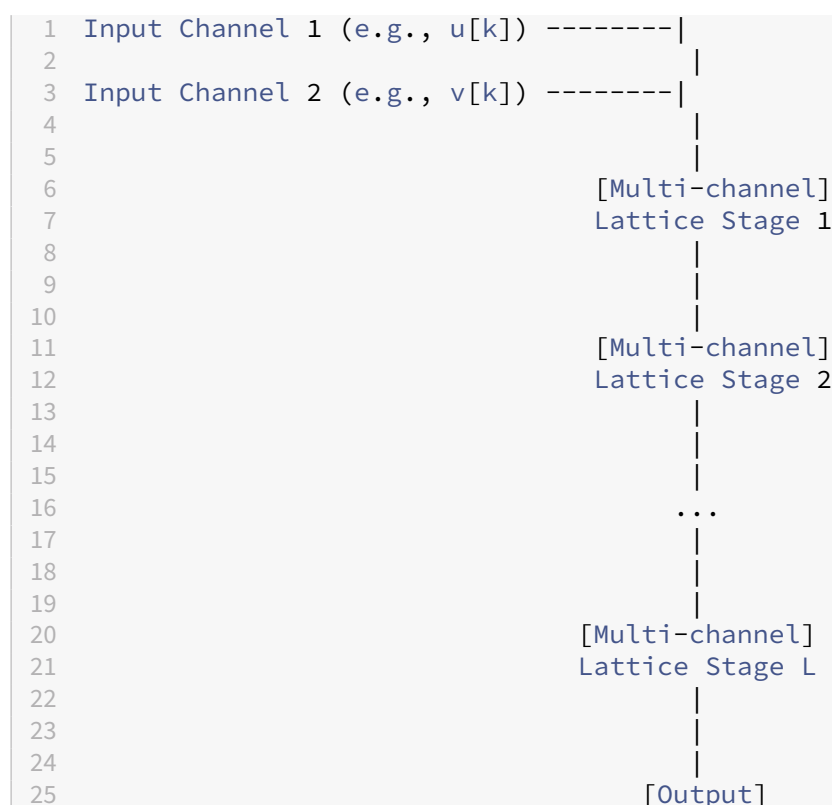 1 Input Channel 1 (e.g., u[k]) --------|
2                                       |
3 Input Channel 2 (e.g., v[k]) --------|
4                                       |
5                                       |
6                                 [Multi-channel]
7                                 Lattice Stage 1
8                                       |
9                                       |
10                                      |
11                                [Multi-channel]
12                                Lattice Stage 2
13                                      |
14                                      |
15                                      |
16                                     ...
17                                      |
18                                      |
19                                      |
20                               [Multi-channel]
21                               Lattice Stage L
22                                      |
23                                      |
24                                      |
25                                   [Output]